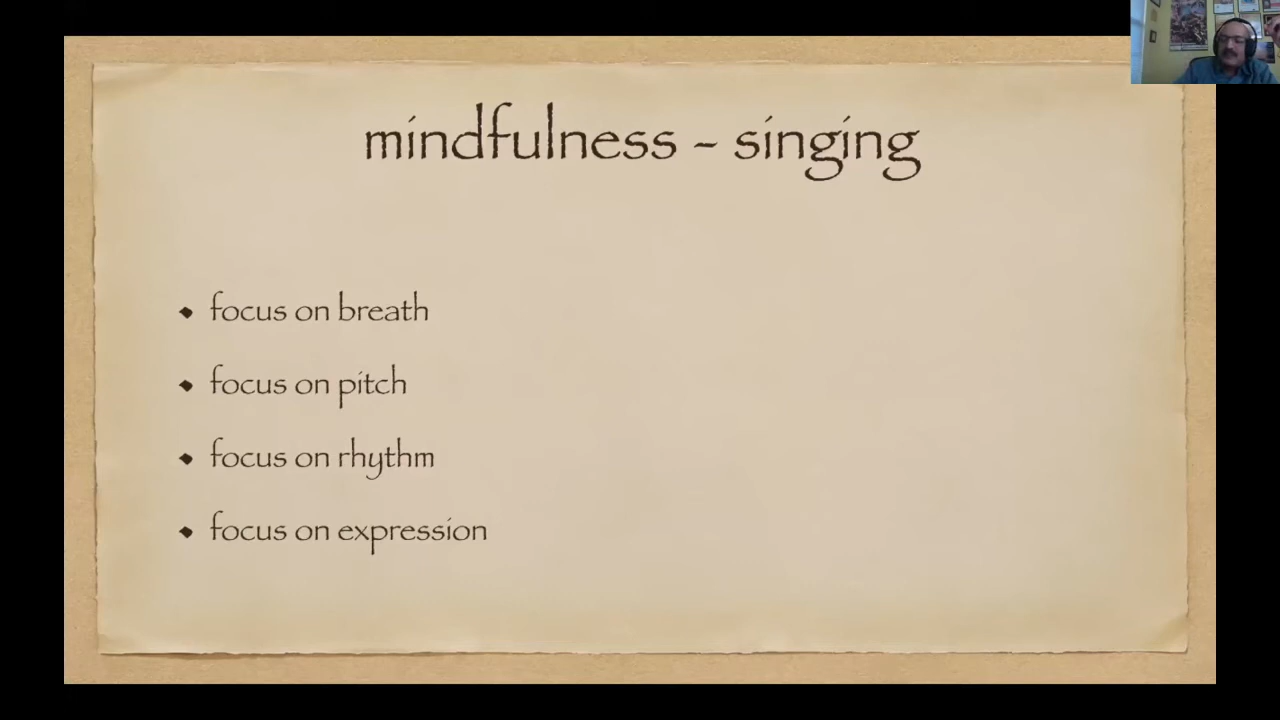 mindfulness - singing
• focus on breath
• focus on pitch
• focus on rhythm
• focus on expression